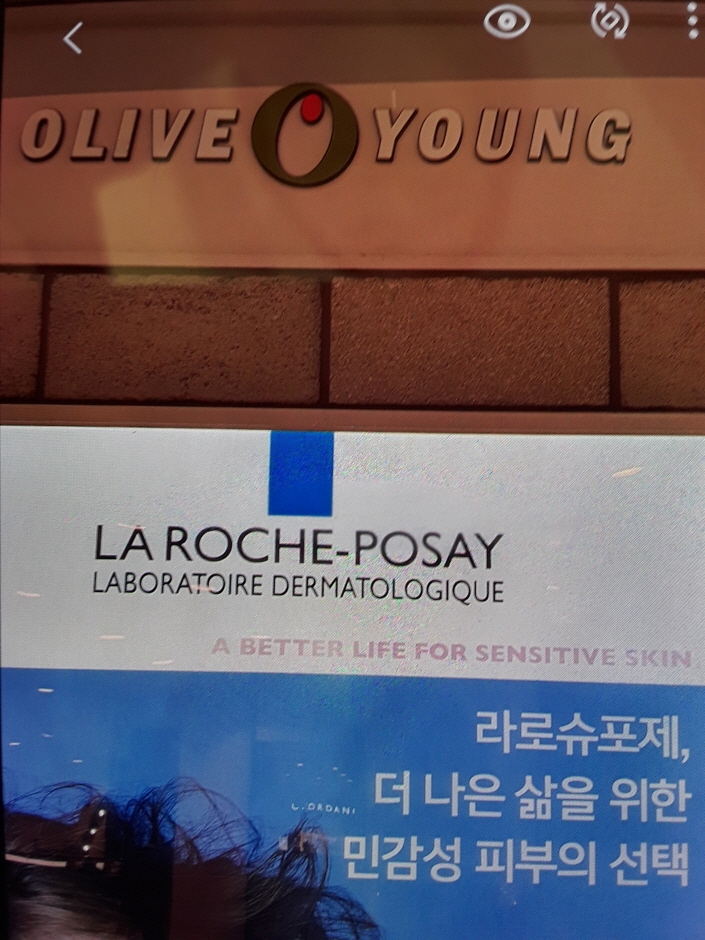 OLIVE YOUNG
LA ROCHE-POSAY
LABORATOIRE DERMATOLOGIQUE
A BETTER LIFE FOR SENSITIVE SKIN
라로슈포제,
더 나은 삶을 위한
민감성 피부의 선택